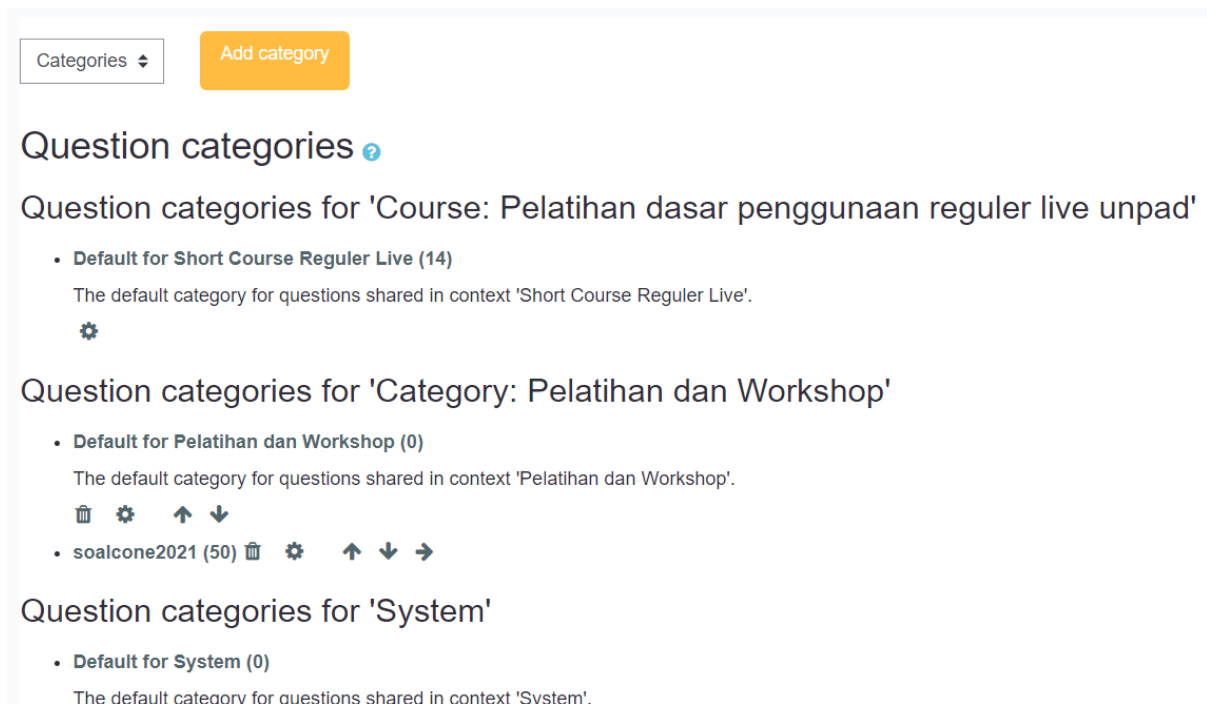 Categories
Add category
Question categories
Question categories for 'Course: Pelatihan dasar penggunaan reguler live unpad'
Default for Short Course Reguler Live (14)
The default category for questions shared in context 'Short Course Reguler Live'.
Question categories for 'Category: Pelatihan dan Workshop'
Default for Pelatihan dan Workshop (0)
The default category for questions shared in context 'Pelatihan dan Workshop'.
soalcone2021 (50)
Question categories for 'System'
Default for System (0)
The default category for questions shared in context 'System'.